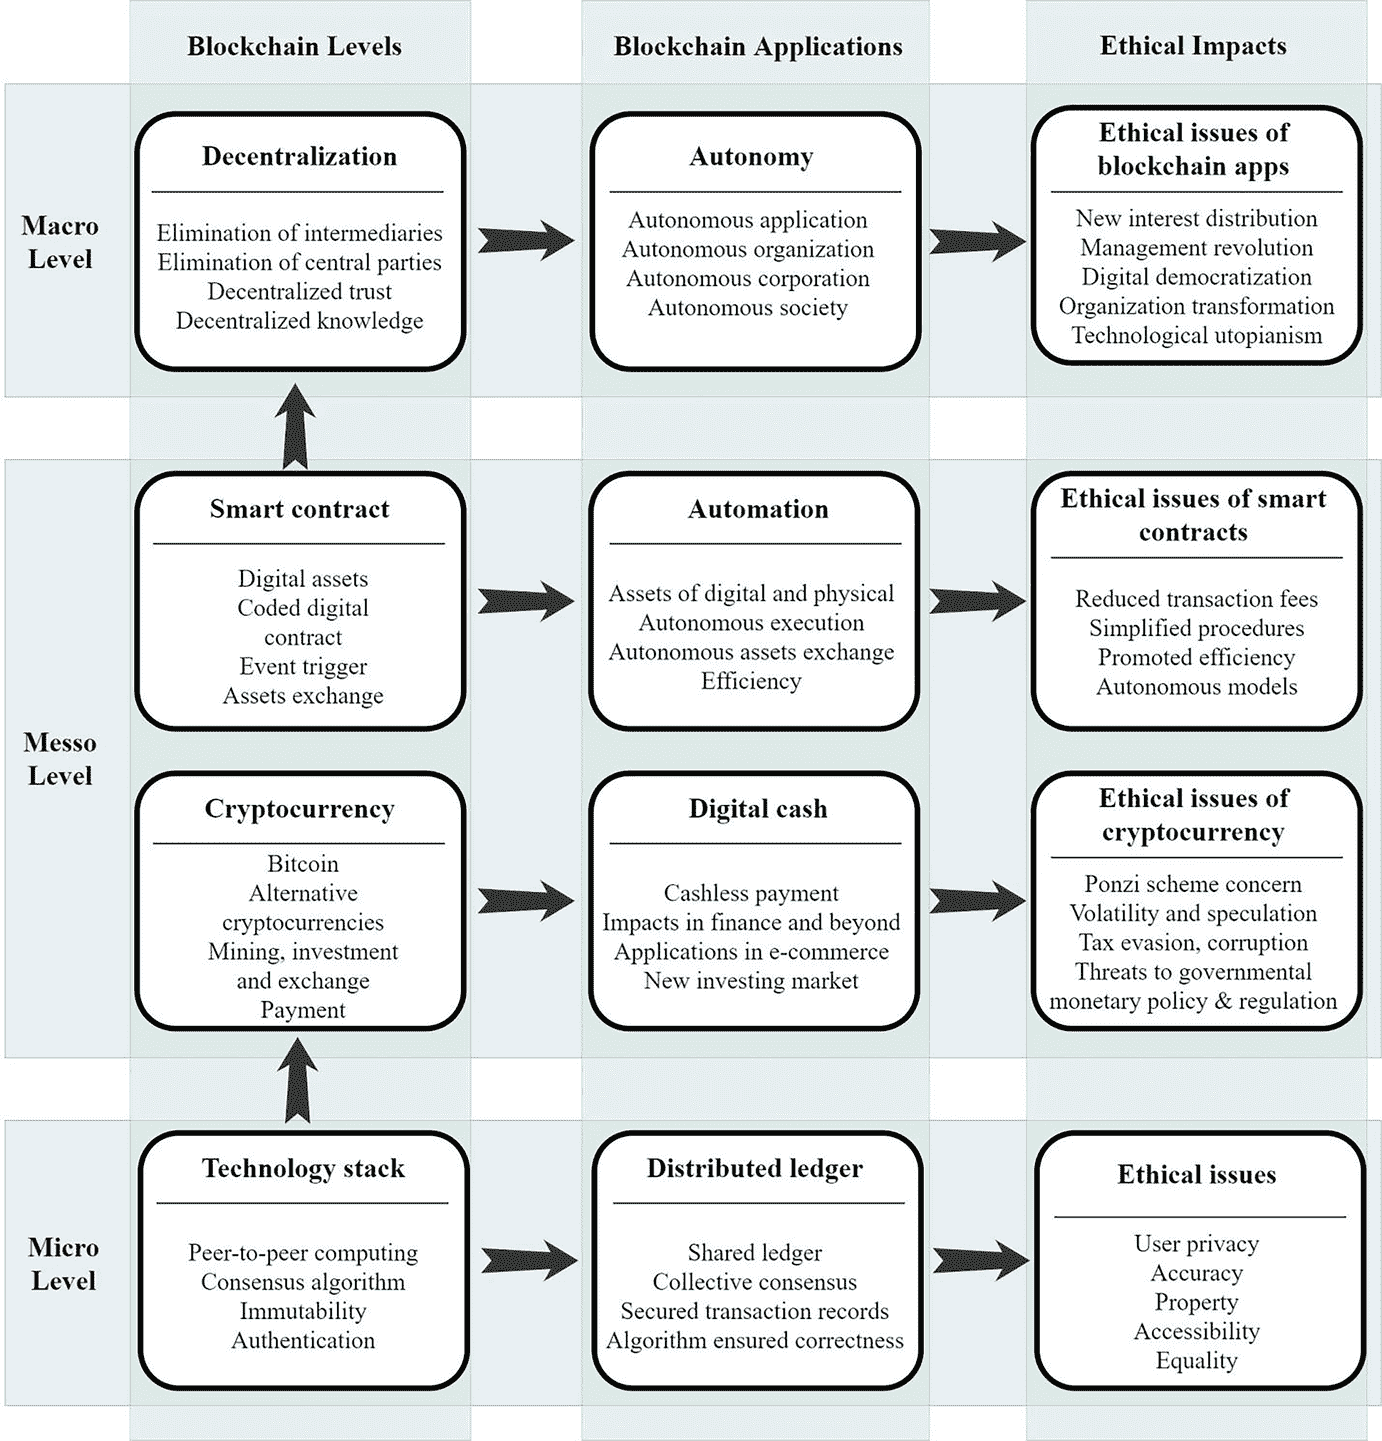 Blockchain Levels
Blockchain Applications
Ethical Impacts
Macro
Level
Decentralization
Elimination of intermediaries
Elimination of central parties
Decentralized trust
Decentralized knowledge
Autonomy
Autonomous application
Autonomous organization
Autonomous corporation
Autonomous society
Ethical issues of
blockchain apps
New interest distribution
Management revolution
Digital democratization
Organization transformation
Technological utopianism
Messo
Level
Smart contract
Digital assets
Coded digital
contract
Event trigger
Assets exchange
Automation
Assets of digital and physical
Autonomous execution
Autonomous assets exchange
Efficiency
Ethical issues of smart
contracts
Reduced transaction fees
Simplified procedures
Promoted efficiency
Autonomous models
Cryptocurrency
Bitcoin
Alternative
cryptocurrencies
Mining, investment
and exchange
Payment
Digital cash
Cashless payment
Impacts in finance and beyond
Applications in e-commerce
New investing market
Ethical issues of
cryptocurrency
Ponzi scheme concern
Volatility and speculation
Tax evasion, corruption
Threats to governmental
monetary policy & regulation
Micro
Level
Technology stack
Peer-to-peer computing
Consensus algorithm
Immutability
Authentication
Distributed ledger
Shared ledger
Collective consensus
Secured transaction records
Algorithm ensured correctness
Ethical issues
User privacy
Accuracy
Property
Accessibility
Equality